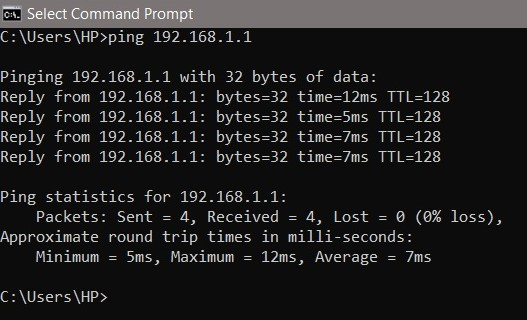 Select Command Prompt
C:\Users\HP>ping 192.168.1.1
Pinging 192.168.1.1 with 32 bytes of data:
Reply from 192.168.1.1: bytes=32 time=12ms TTL=128
Reply from 192.168.1.1: bytes=32 time=5ms TTL=128
Reply from 192.168.1.1: bytes=32 time=7ms TTL=128
Reply from 192.168.1.1: bytes=32 time=7ms TTL=128
Ping statistics for 192.168.1.1:
    Packets: Sent = 4, Received = 4, Lost = 0 (0% loss),
Approximate round trip times in milli-seconds:
    Minimum = 5ms, Maximum = 12ms, Average = 7ms
C:\Users\HP>